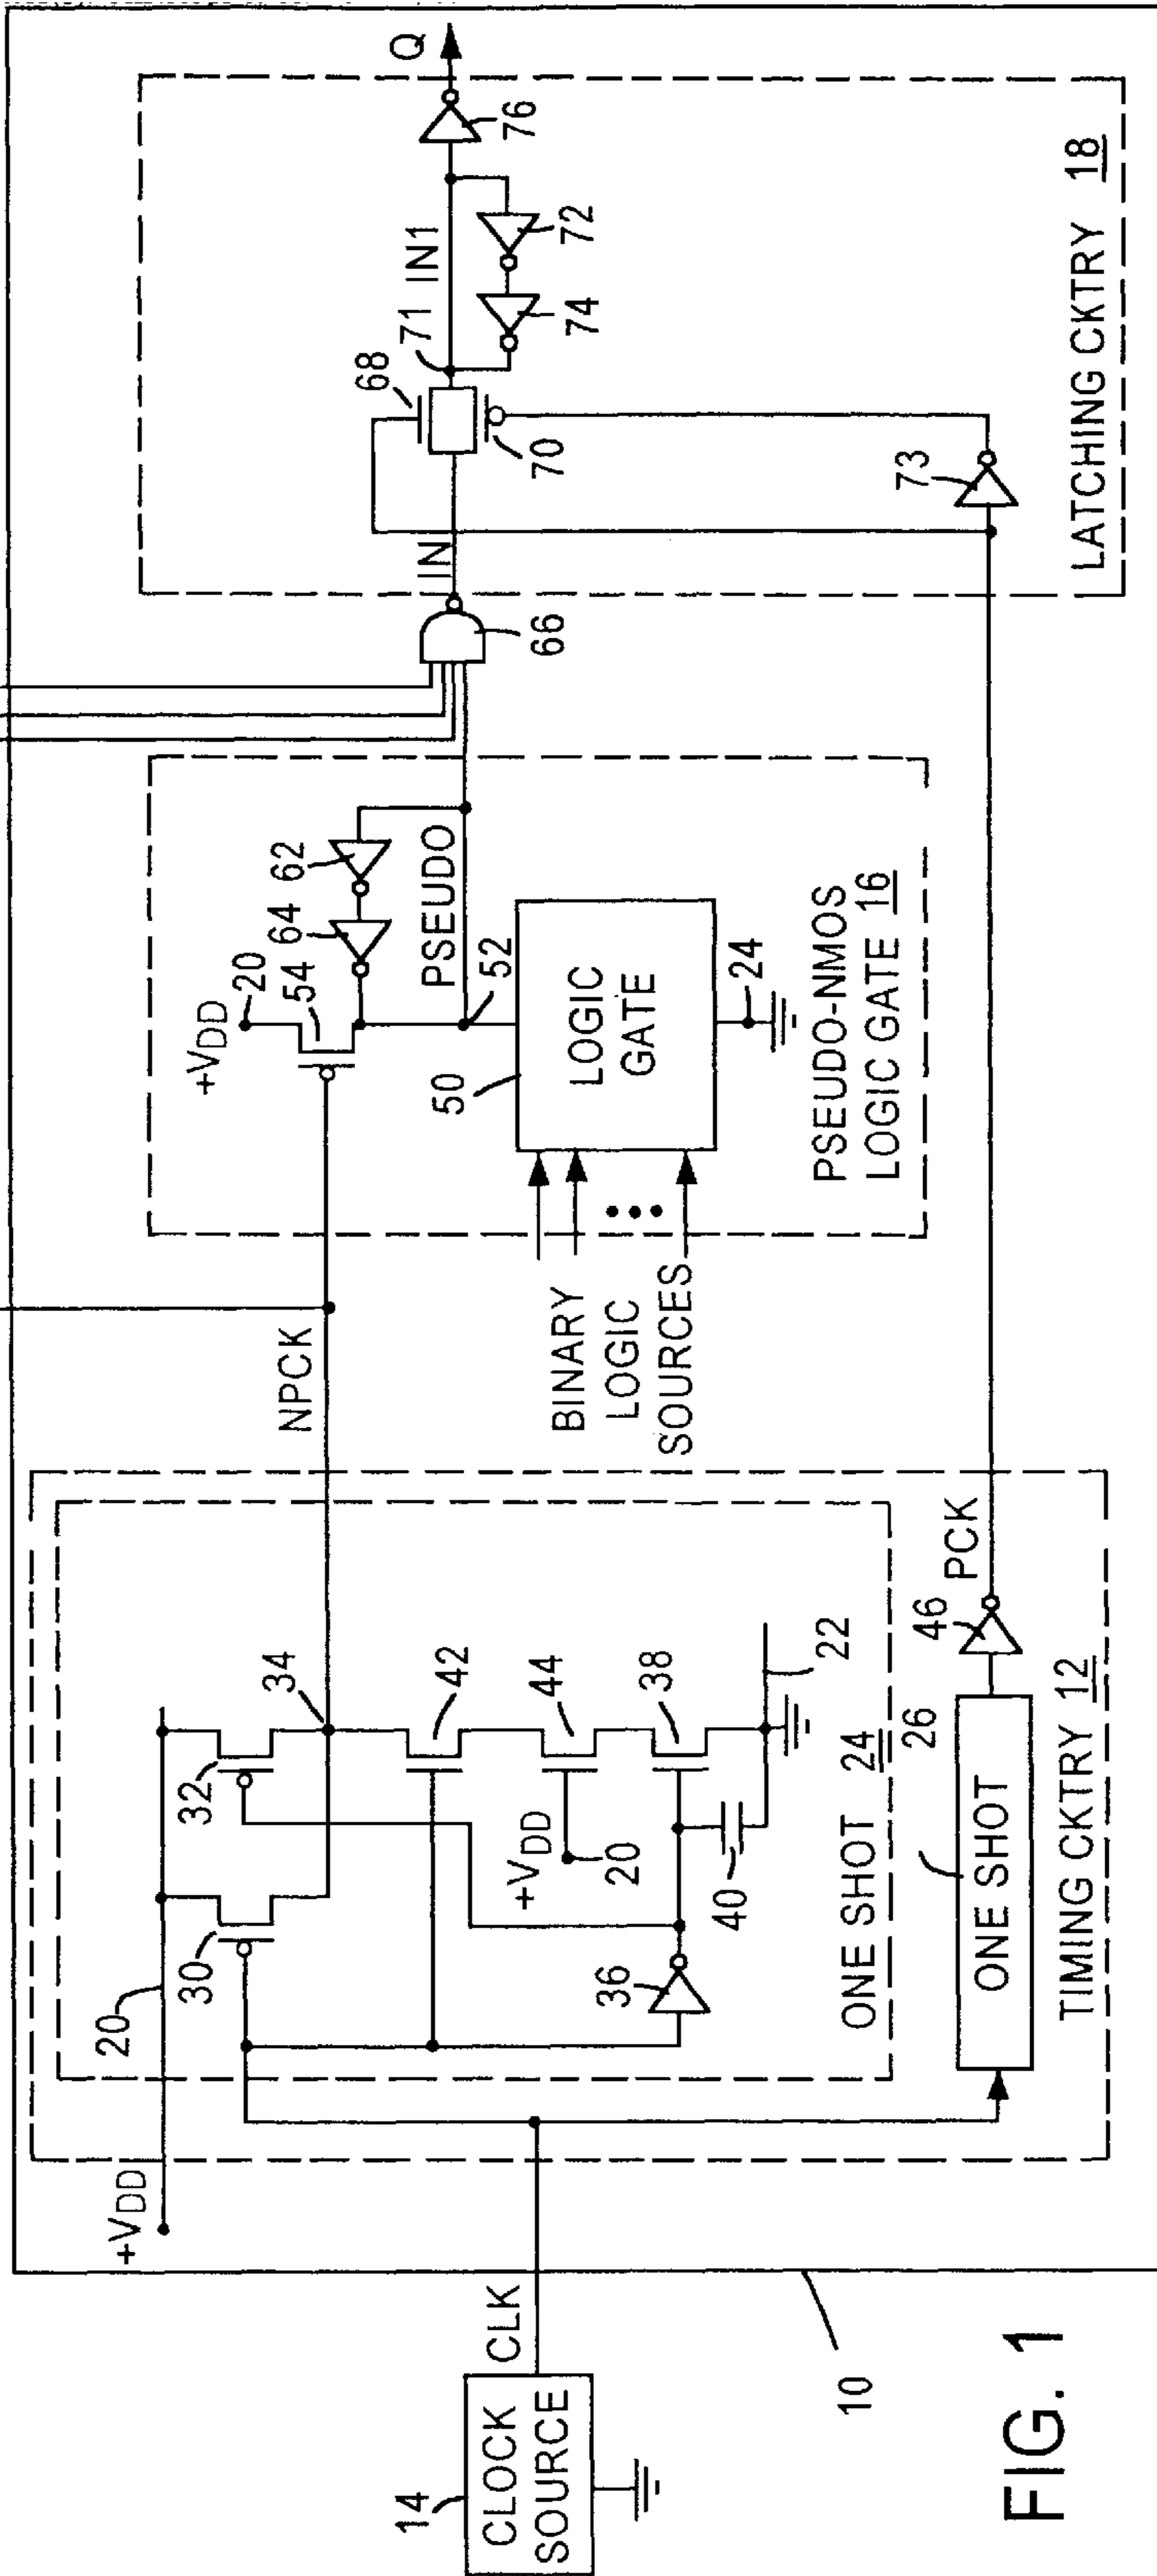 14
CLOCK
SOURCE
CLK
10
FIG. 1
+VDD
20
30
32
34
42
44
38
+VDD
20
36
40
22
ONE SHOT 24
ONE SHOT
26
46
PCK
TIMING CKTRY 12
NPCK
BINARY
LOGIC
SOURCES
+VDD
20
54
64
62
PSEUDO
52
50
LOGIC
GATE
24
PSEUDO-NMOS
LOGIC GATE 16
66
IN
68
70
71
IN1
72
74
73
76
Q
LATCHING CKTRY 18